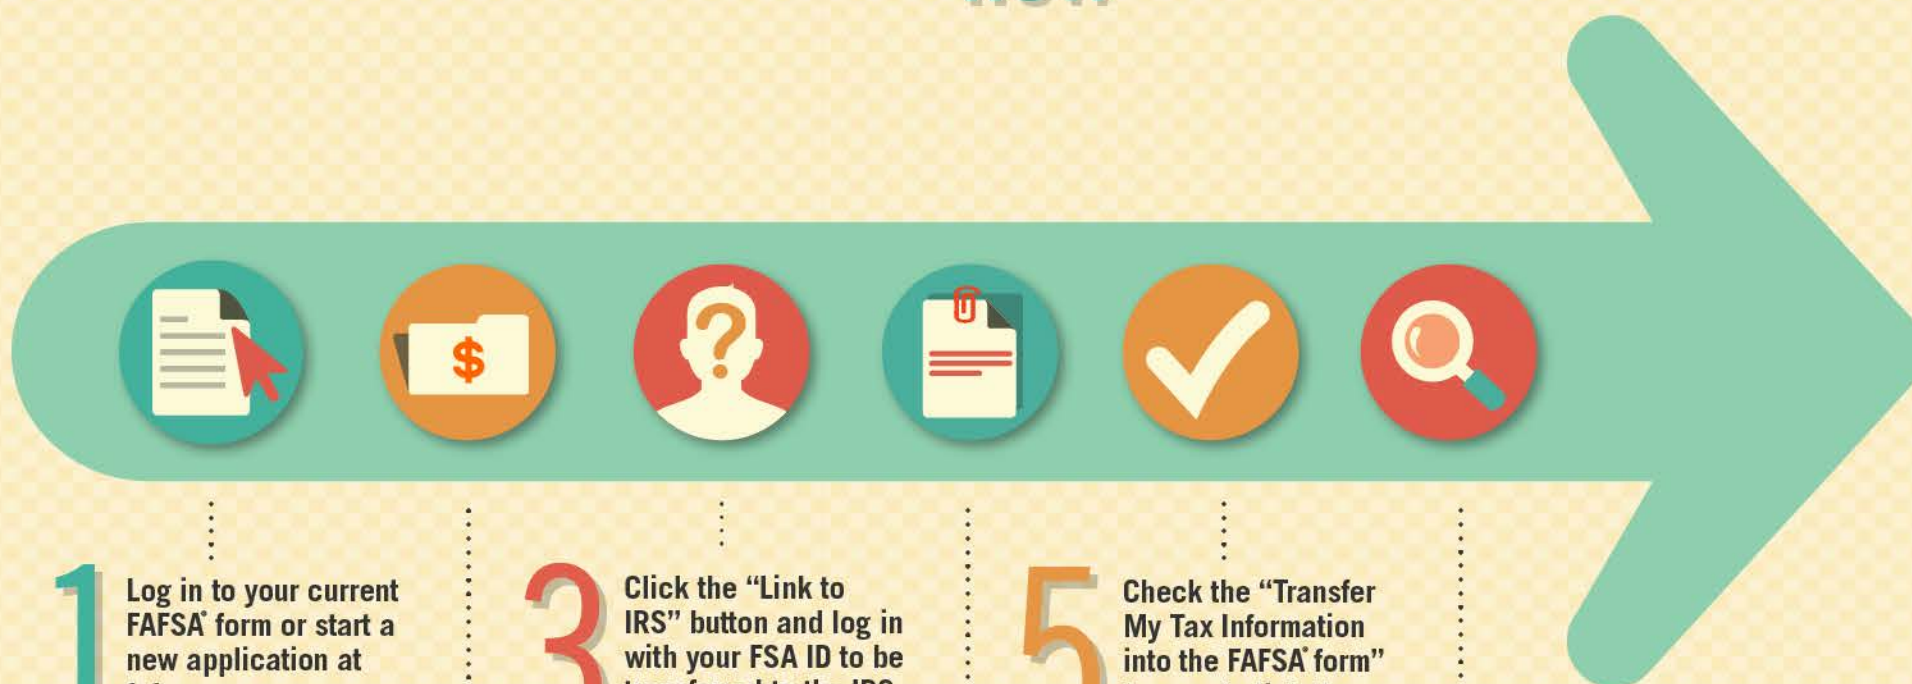 $
?
1
Log in to your current
FAFSA® form or start a
new application at
3
Click the “Link to
IRS” button and log in
with your FSA ID to be
5
Check the “Transfer
My Tax Information
into the FAFSA® form”